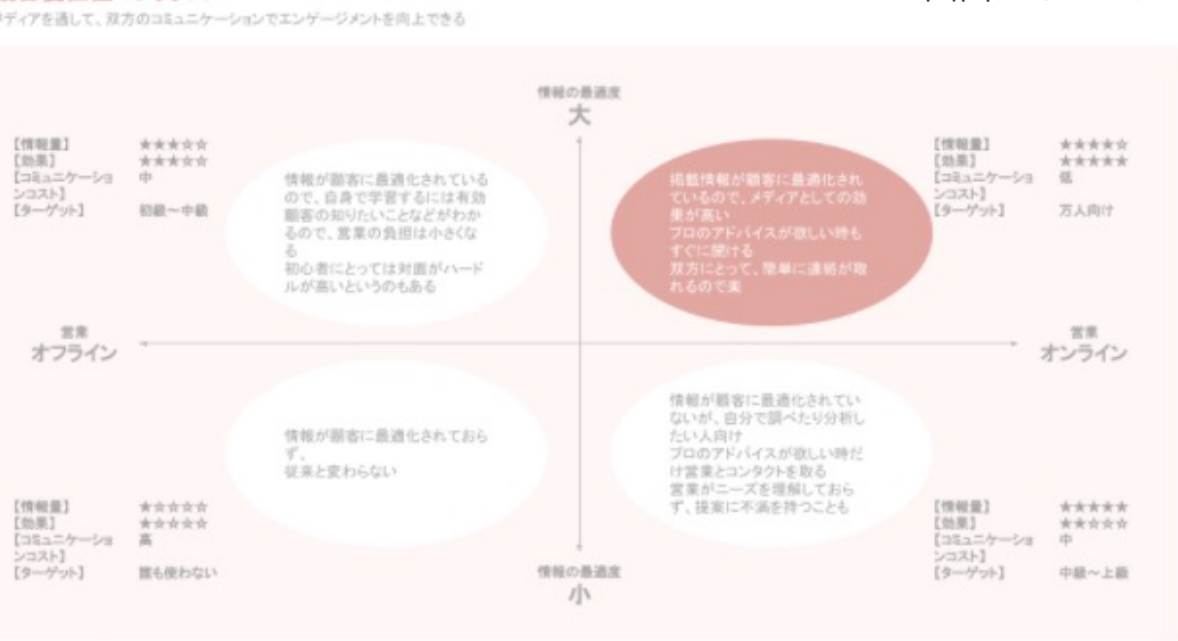 ディアを通して、双方のコミュニケーションでエンゲージメントを向上できる
情報の最適度
大
【情報量】 ★★★☆☆
【効果】 ★★★☆☆
【コミュニケーショ 中
ンコスト】
【ターゲット】 初級～中級
情報が顧客に最適化されている
ので、自身で学習するには有効
顧客の知りたいことなどがわか
るので、営業の負担は小さくな
る
初心者にとっては対面がハード
ルが高いというのもある
掲載情報が顧客に最適化され
ているので、メディアとしての効
果が高い
プロのアドバイスが欲しい時も
すぐに聞ける
双方にとって、簡単に連絡が取
れるので楽
【情報量】 ★★★★☆
【効果】 ★★★★★
【コミュニケーショ 低
ンコスト】
【ターゲット】 万人向け
営業
オフライン
営業
オンライン
情報が顧客に最適化されておら
ず、
従来と変わらない
情報が顧客に最適化されてい
ないが、自分で調べたり分析し
たい人向け
プロのアドバイスが欲しい時だ
け営業とコンタクトを取る
営業がニーズを理解しておら
ず、提案に不満を持つことも
【情報量】 ★☆☆☆☆
【効果】 ★☆☆☆☆
【コミュニケーショ 高
ンコスト】
【ターゲット】 誰も使わない
情報の最適度
小
【情報量】 ★★★★★
【効果】 ★★☆☆☆
【コミュニケーショ 中
ンコスト】
【ターゲット】 中級～上級